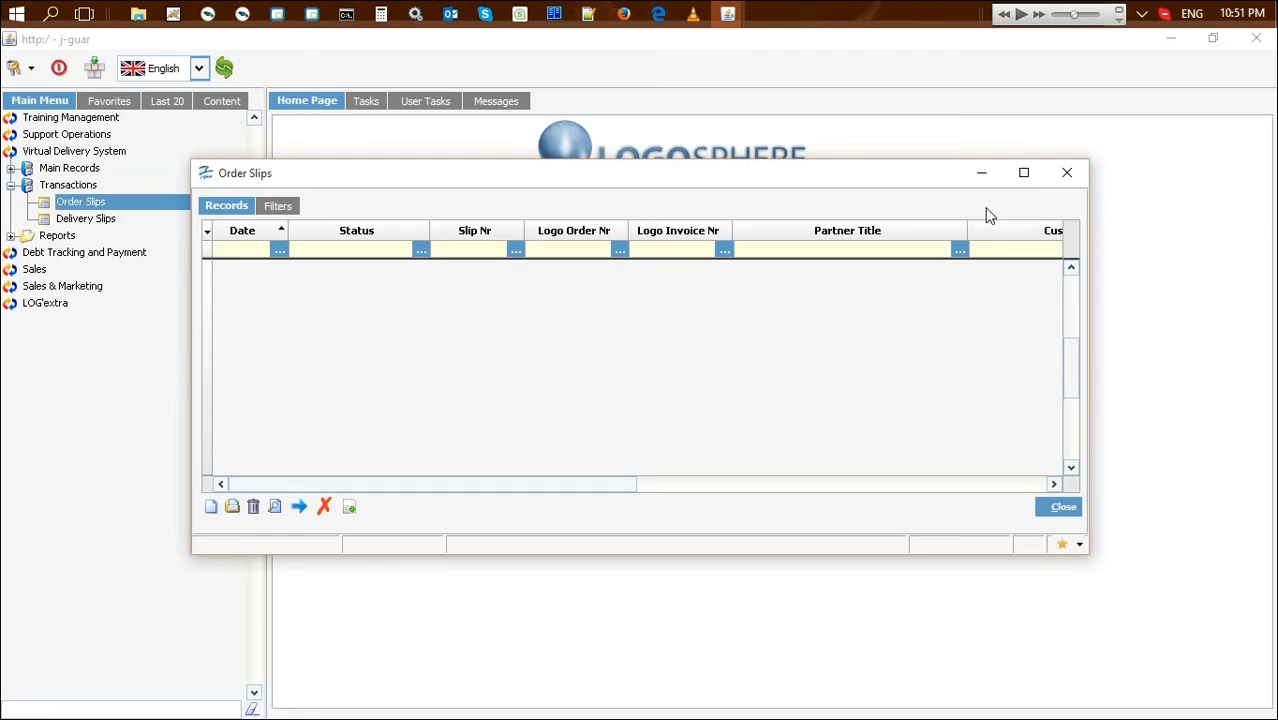 ENG
10:51 PM
http:/ - j-guar
English
Main Menu
Favorites
Last 20
Content
Home Page
Tasks
User Tasks
Messages
Training Management
Support Operations
Virtual Delivery System
Main Records
Transactions
Order Slips
Delivery Slips
Reports
Debt Tracking and Payment
Sales
Sales & Marketing
LOG'extra
LOGOSPHERE
Order Slips
Records
Filters
Date
Status
Slip Nr
Logo Order Nr
Logo Invoice Nr
Partner Title
Cus
... ... ... ... ... ...
Close